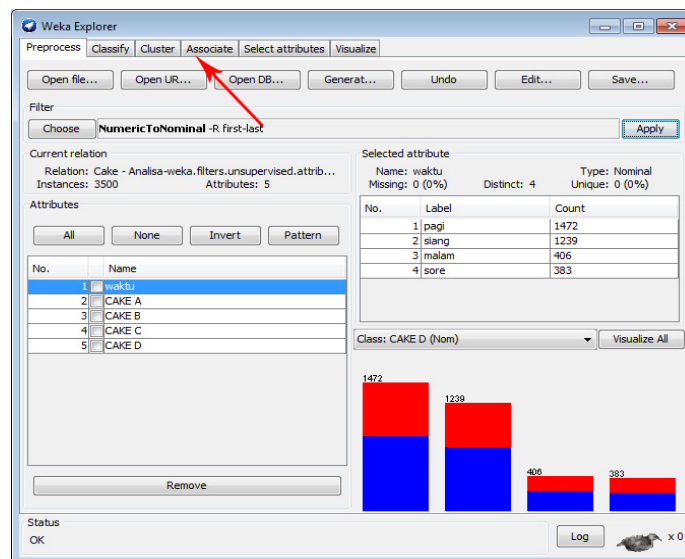 Weka Explorer
Preprocess Classify Cluster Associate Select attributes Visualize
Open file... Open UR... Open DB... Generat... Undo Edit... Save...
Filter
Choose NumericToNominal -R first-last Apply
Current relation
Relation: Cake - Analisa-weka.filters.unsupervised.attrib...
Instances: 3500 Attributes: 5
Selected attribute
Name: waktu Type: Nominal
Missing: 0 (0%) Distinct: 4 Unique: 0 (0%)
Attributes
All None Invert Pattern
No. Name
1 waktu
2 CAKE A
3 CAKE B
4 CAKE C
5 CAKE D
Remove
No. Label Count
1 pagi 1472
2 siang 1239
3 malam 406
4 sore 383
Class: CAKE D (Nom) Visualize All
1472
1239
406
383
Status
OK
Log x 0